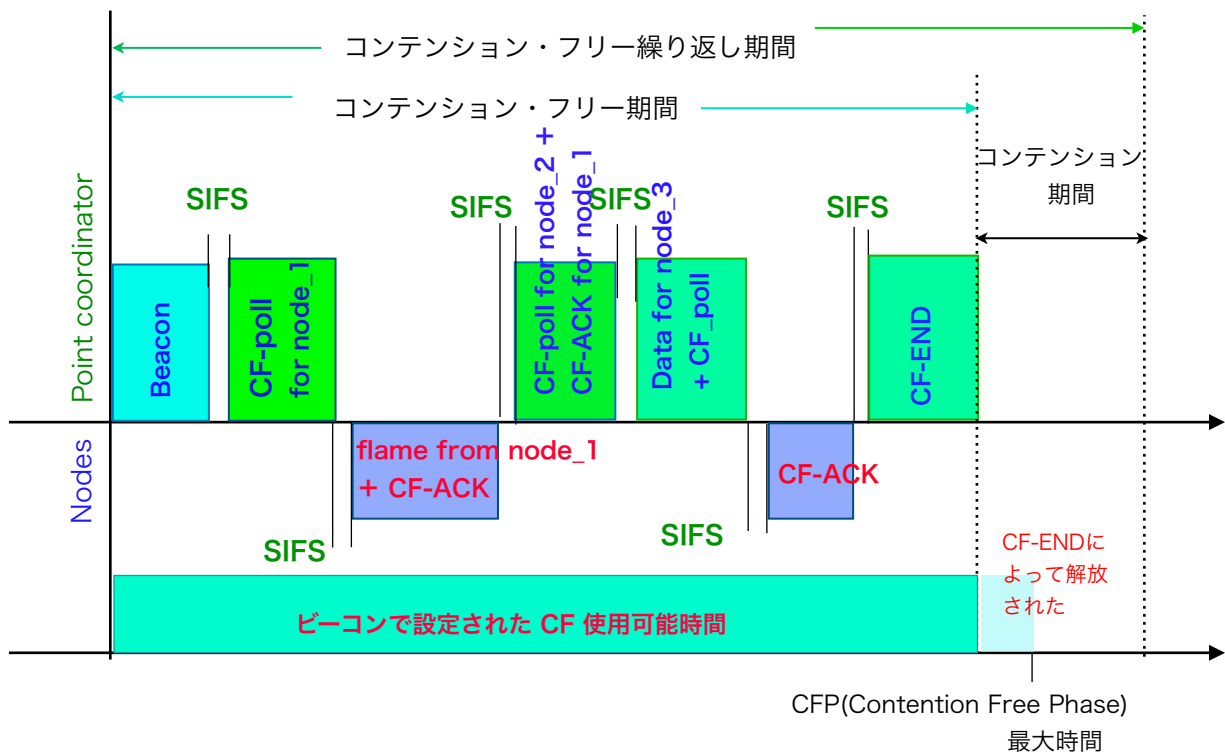 コンテンション・フリー繰り返し期間
コンテンション・フリー期間
コンテンション
期間
Point coordinator
SIFS
SIFS
SIFS
SIFS
Beacon
CF-poll
for node_1
CF-poll for node_2 +
CF-ACK for node_1
Data for node_3
+ CF_poll
CF-END
Nodes
flame from node_1
+ CF-ACK
CF-ACK
SIFS
SIFS
CF-ENDに
よって解放
された
ビーコンで設定された CF 使用可能時間
CFP(Contention Free Phase)
最大時間